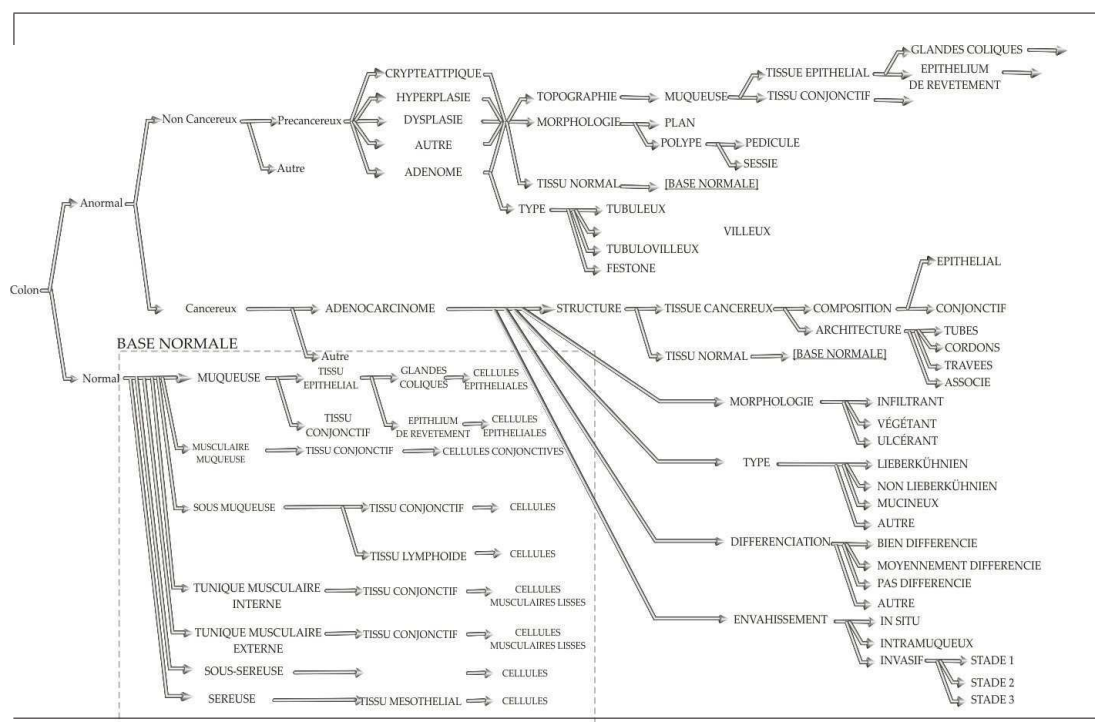 GLANDES COLIQUES
CRYPTEATTPIQUE
TISSUE EPITHELIAL
EPITHELIUM
DE REVETEMENT
HYPERPLASIE
TOPOGRAPHIE
MUQUEUSE
TISSU CONJONCTIF
Non Cancereux
Precancereux
DYSPLASIE
MORPHOLOGIE
PLAN
AUTRE
POLYPE
PEDICULE
Autre
ADENOME
SESSIE
TISSU NORMAL
[BASE NORMALE]
Anormal
TYPE
TUBULEUX
VILLEUX
TUBULOVILLEUX
FESTONE
EPITHELIAL
Colon
Cancereux
ADENOCARCINOME
STRUCTURE
TISSUE CANCEREUX
COMPOSITION
CONJONCTIF
ARCHITECTURE
TUBES
BASE NORMALE
CORDONS
Autre
TISSU NORMAL
[BASE NORMALE]
TRAVEES
ASSOCIE
Normal
MUQUEUSE
TISSU
EPITHELIAL
GLANDES
COLIQUES
CELLULES
EPITHELIALES
MORPHOLOGIE
INFILTRANT
TISSU
CONJONCTIF
EPITHLIUM
DE REVETEMENT
CELLULES
EPITHELIALES
VÉGÉTANT
ULCÉRANT
MUSCULAIRE
MUQUEUSE
TISSU CONJONCTIF
CELLULES CONJONCTIVES
TYPE
LIEBERKÜHNIEN
NON LIEBERKÜHNIEN
MUCINEUX
AUTRE
SOUS MUQUEUSE
TISSU CONJONCTIF
CELLULES
DIFFERENCIATION
BIEN DIFFERENCIE
TISSU LYMPHOIDE
CELLULES
MOYENNEMENT DIFFERENCIE
PAS DIFFERENCIE
AUTRE
TUNIQUE MUSCULAIRE
INTERNE
TISSU CONJONCTIF
CELLULES
MUSCULAIRES LISSES
ENVAHISSEMENT
IN SITU
TUNIQUE MUSCULAIRE
EXTERNE
TISSU CONJONCTIF
CELLULES
MUSCULAIRES LISSES
INTRAMUQUEUX
INVASIF
STADE 1
SOUS-SEREUSE
CELLULES
STADE 2
SEREUSE
TISSU MESOTHELIAL
CELLULES
STADE 3